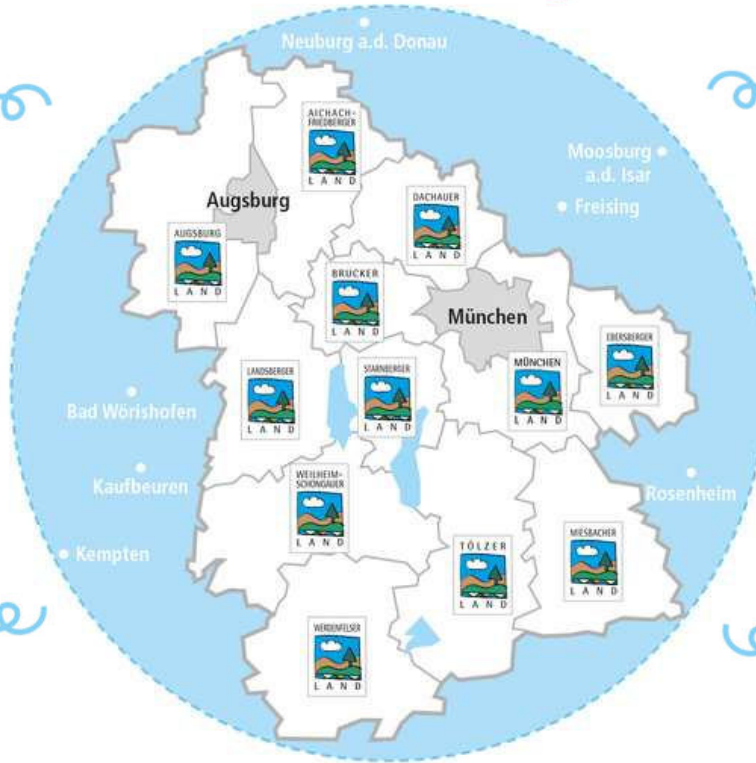 Neuburg a.d. Donau
AICHACH-
FRIEDBERGER
LAND
Moosburg
a.d. Isar
Freising
Augsburg
DACHAUER
LAND
AUGSBURG
LAND
BRUCKER
LAND
München
EBERSBERGER
LAND
LANDSBERGER
LAND
STARNBERGER
LAND
MÜNCHEN
LAND
Bad Wörishofen
Kaufbeuren
WEILHEIM-
SCHONGAUER
LAND
Rosenheim
Kempten
TÖLZER
LAND
MIESBACHER
LAND
WERDENFELSER
LAND